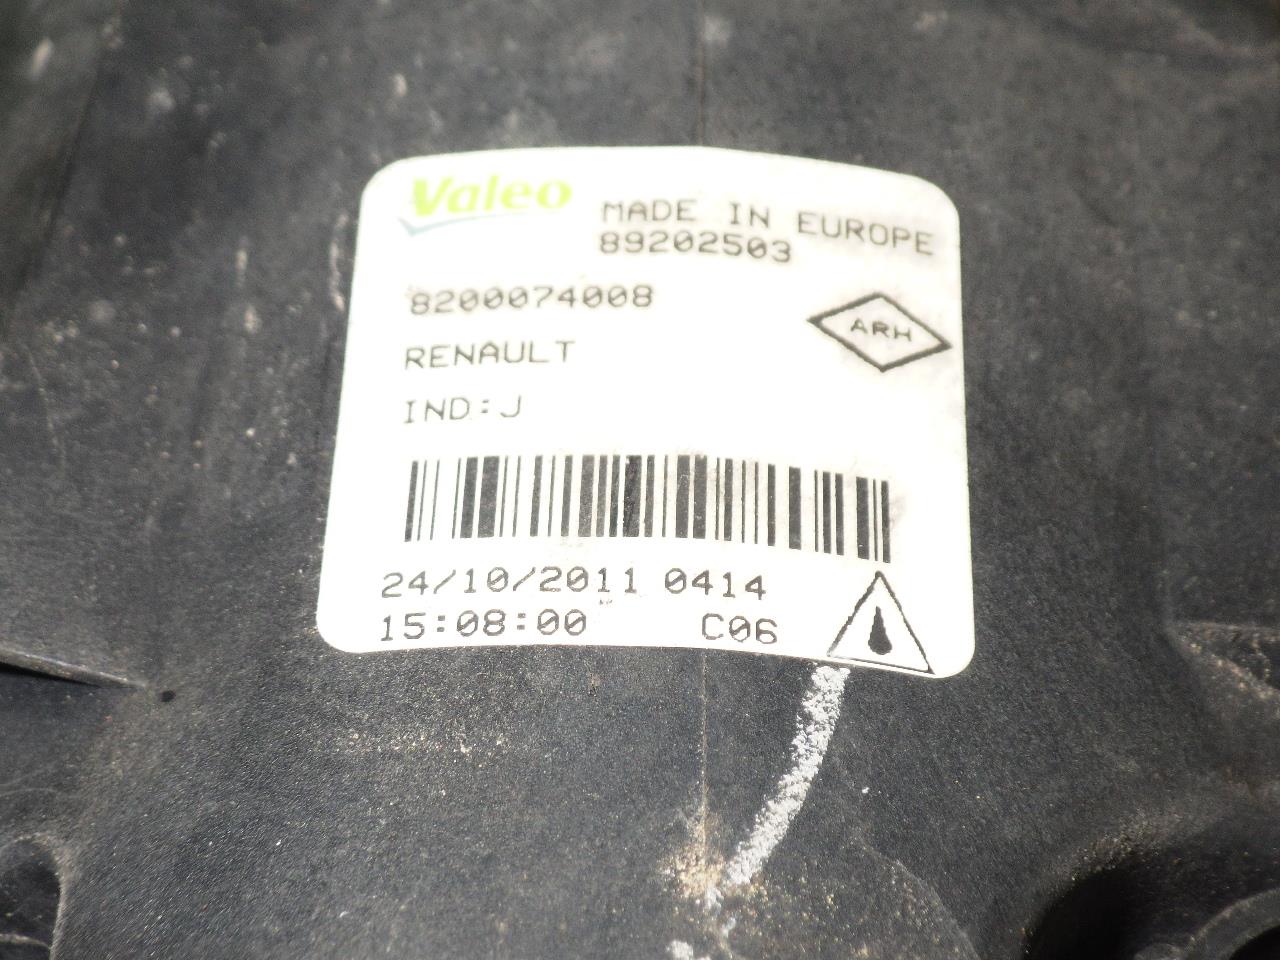 Valeo
MADE IN EUROPE
89202503
8200074008
ARH
RENAULT
IND:J
24/10/2011 0414
15:08:00 C06